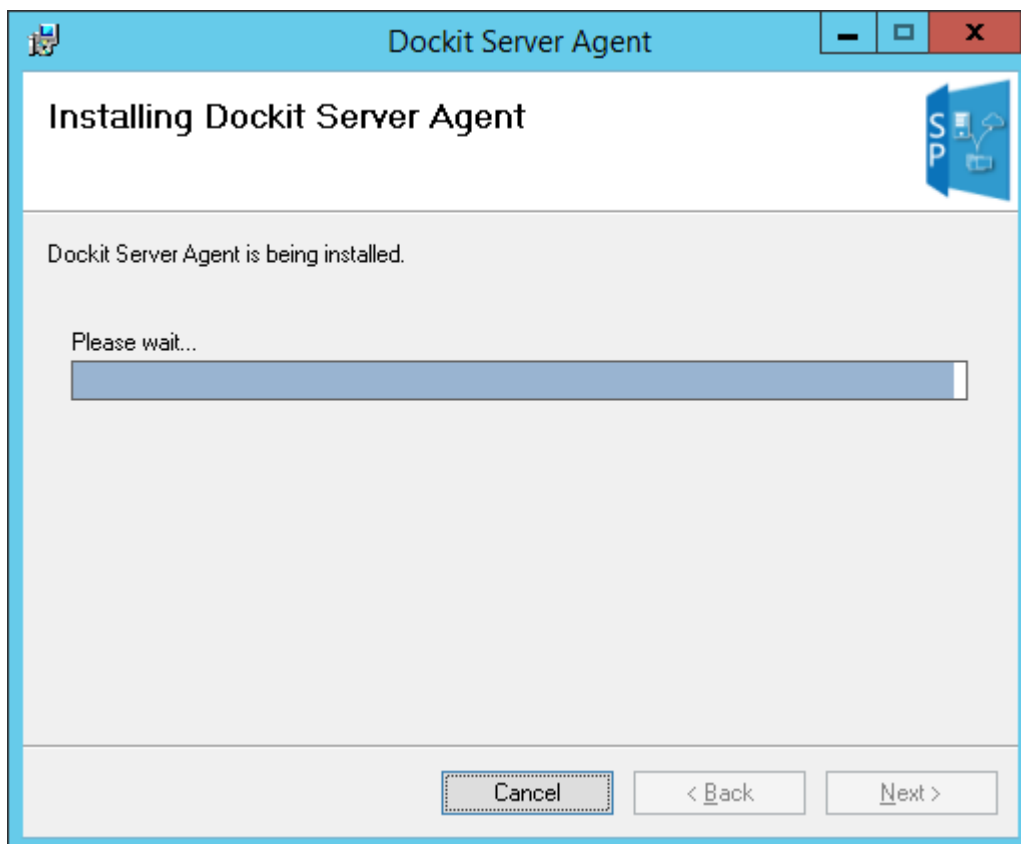 Dockit Server Agent
Installing Dockit Server Agent
S
P
Dockit Server Agent is being installed.
Please wait...
Cancel
< Back
Next >